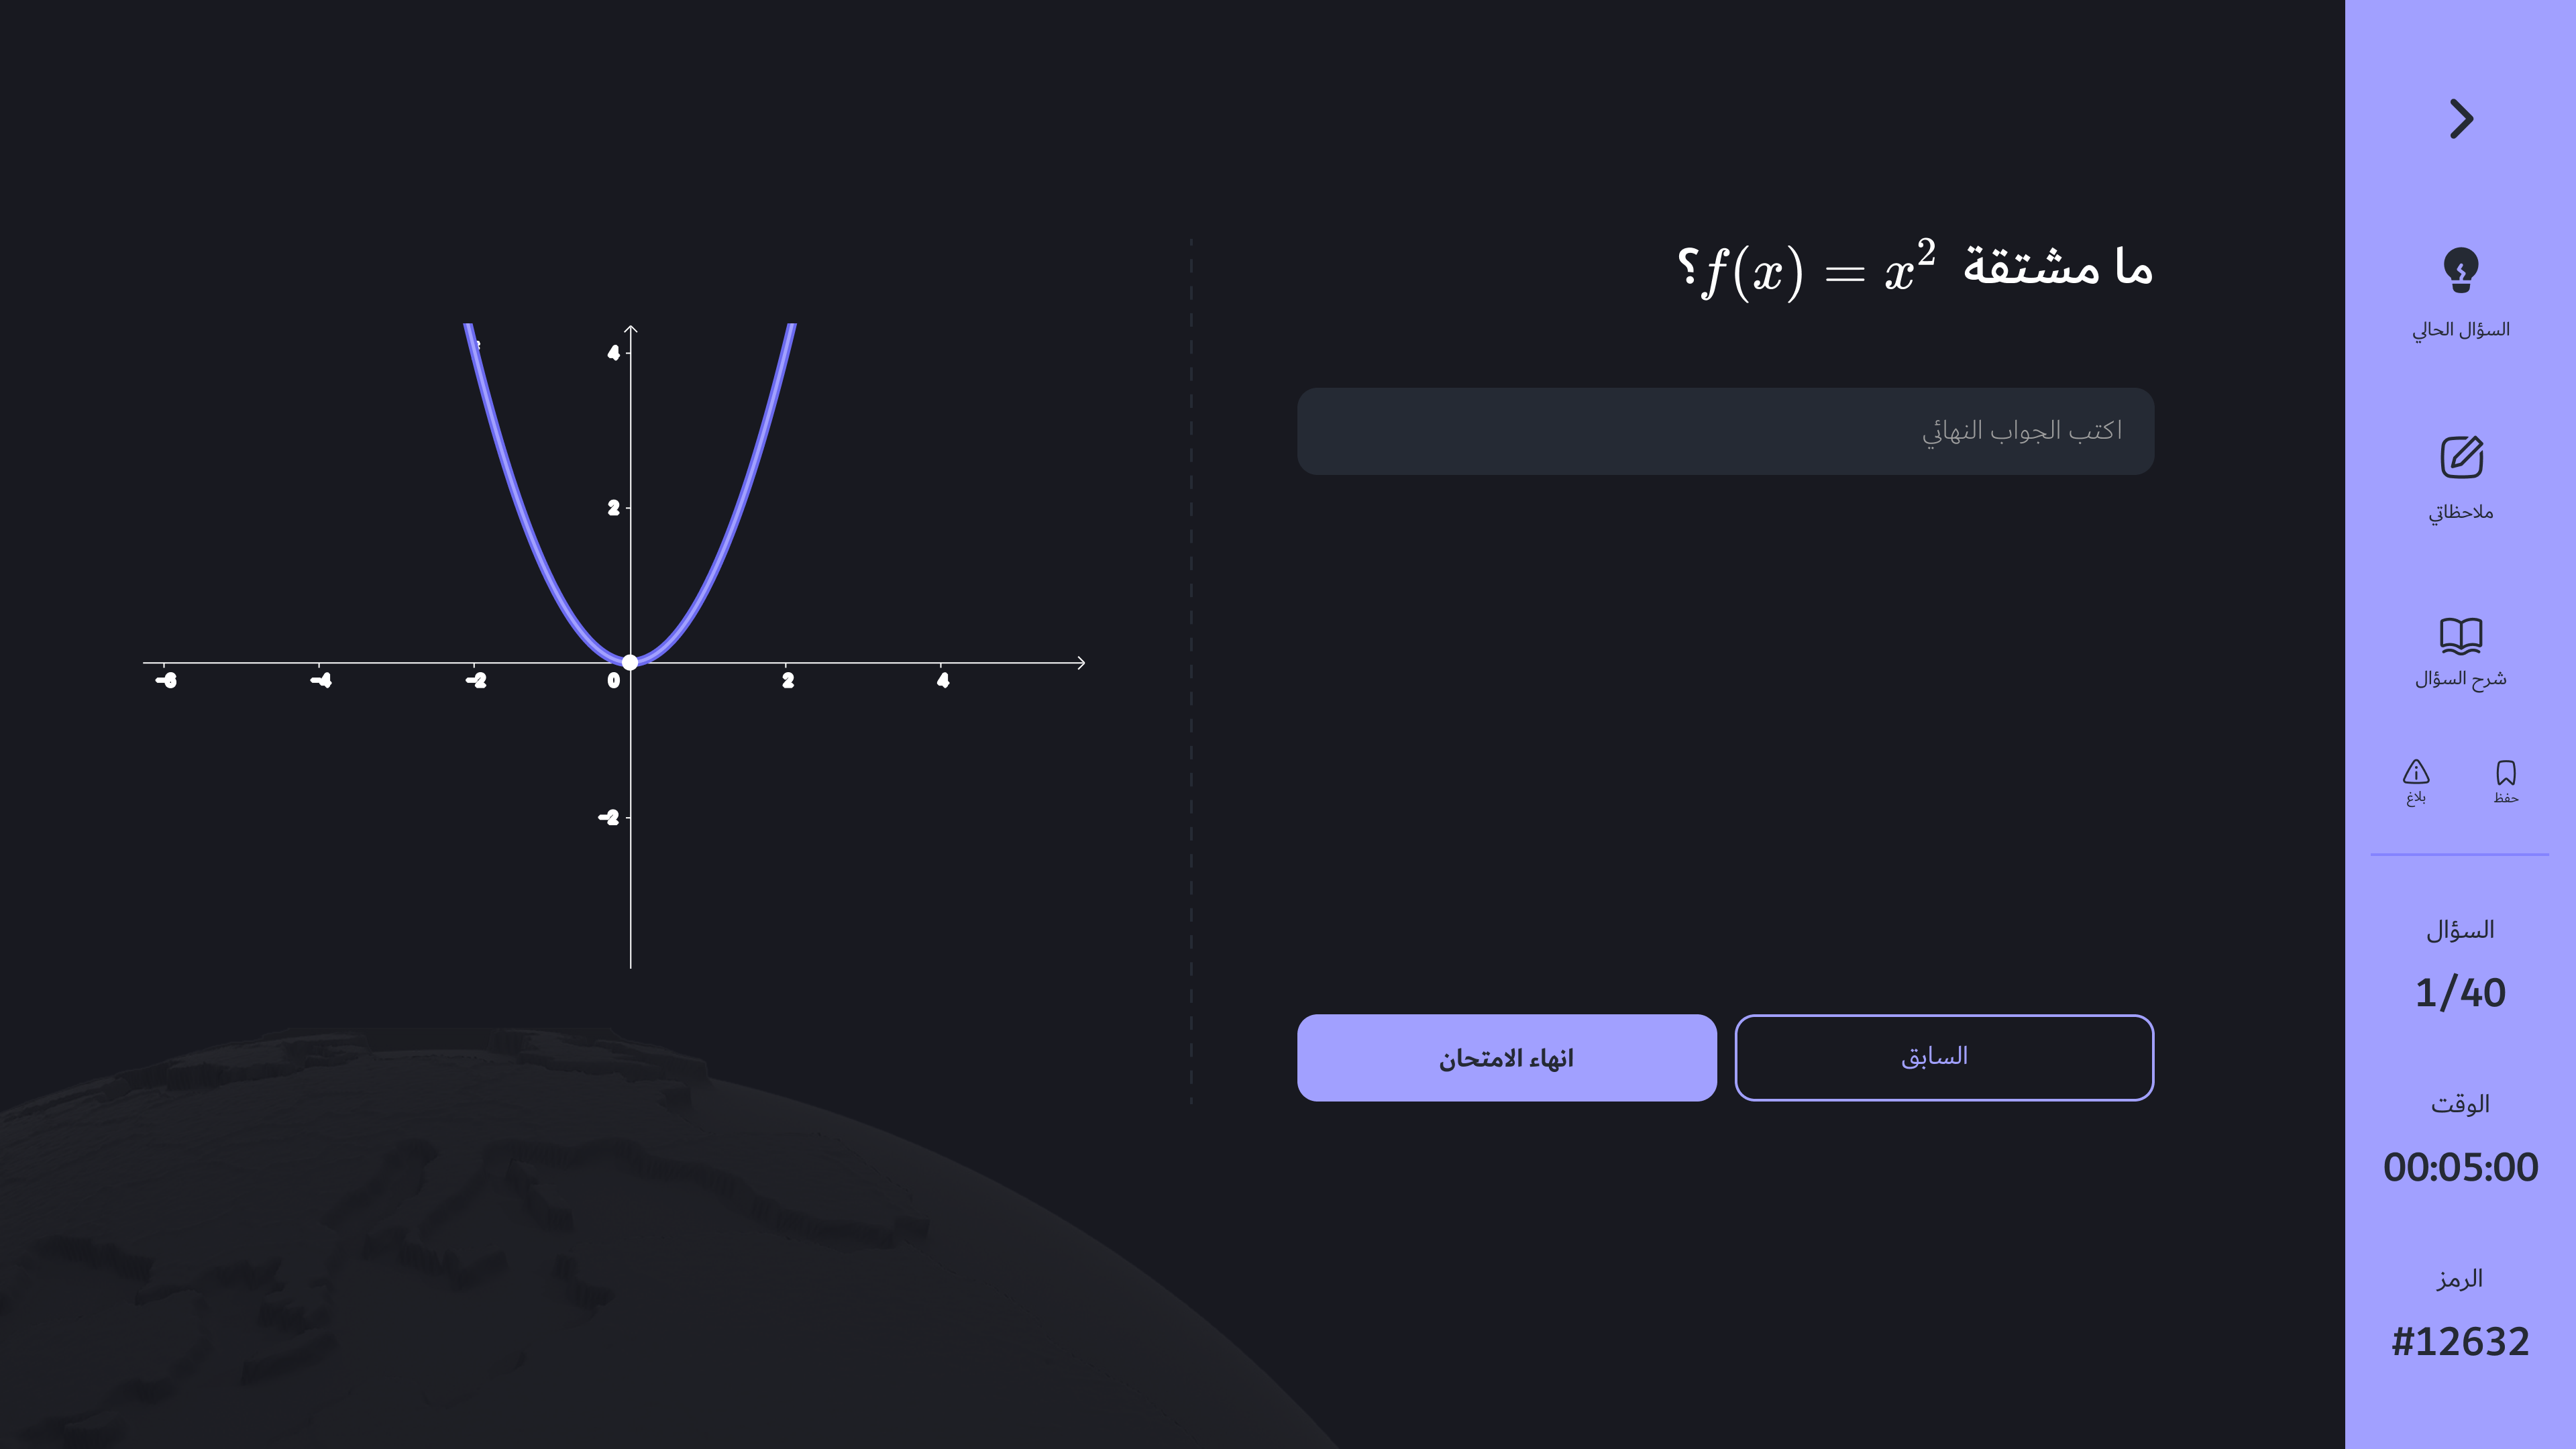 ما مشتقة f(x) = x²؟
اكتب الجواب النهائي
السابق
انهاء الامتحان
4
2
-6 -4 -2 0 2 4
-2
السؤال الحالي
ملاحظاتي
شرح السؤال
حفظ
بلاغ
السؤال
1/40
الوقت
00:05:00
الرمز
#12632